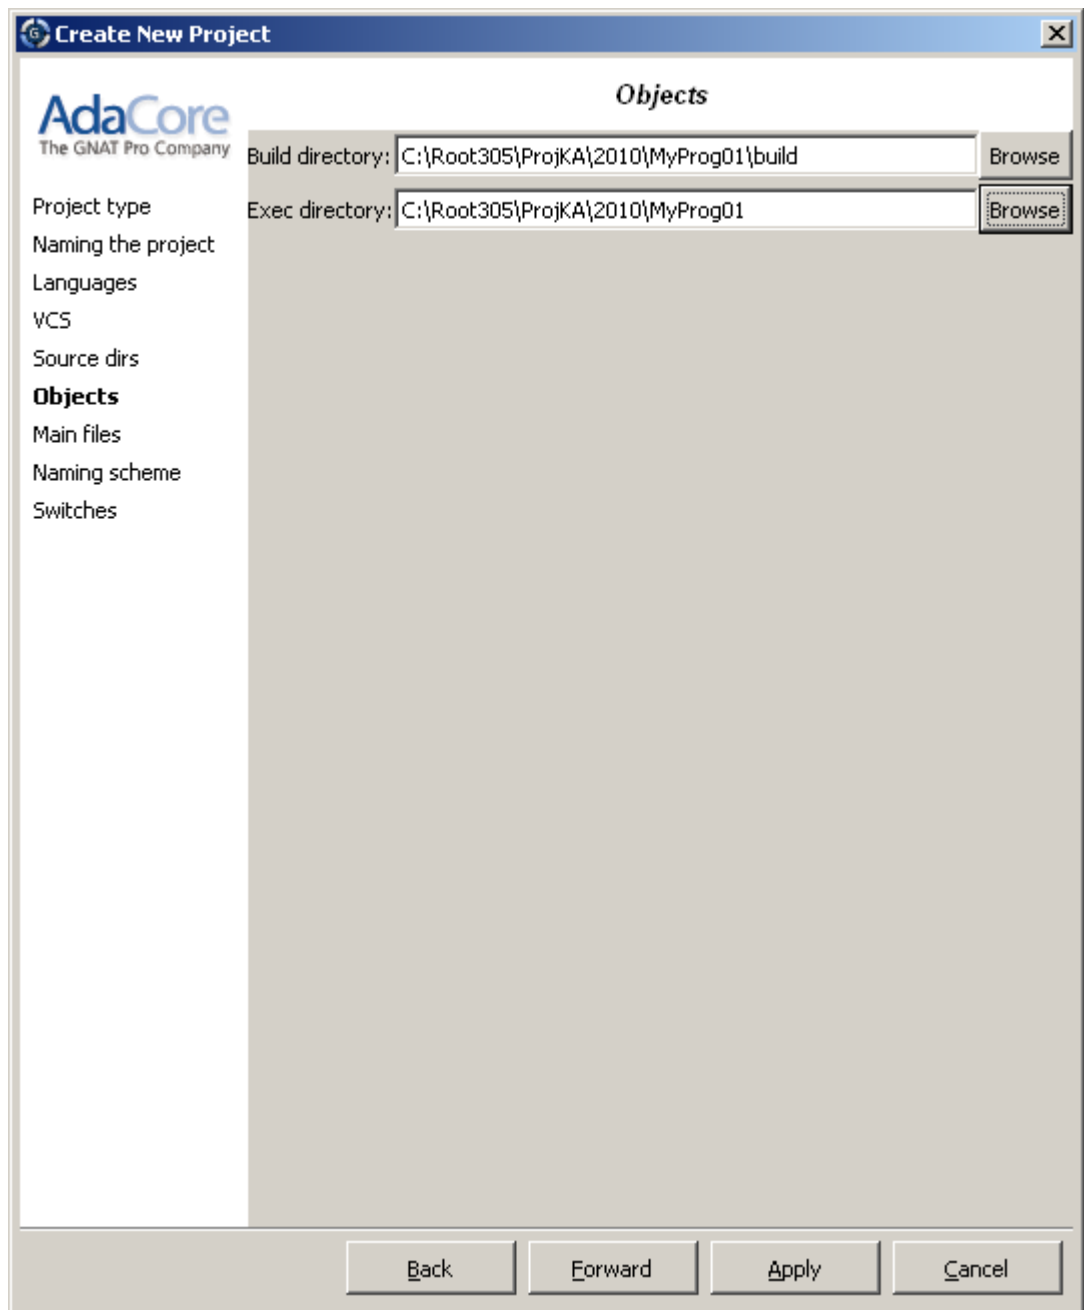 Create New Project
AdaCore
The GNAT Pro Company
Objects
Build directory: C:\Root305\ProjKA\2010\MyProg01\build Browse
Exec directory: C:\Root305\ProjKA\2010\MyProg01 Browse
Project type
Naming the project
Languages
VCS
Source dirs
Objects
Main files
Naming scheme
Switches
Back Forward Apply Cancel